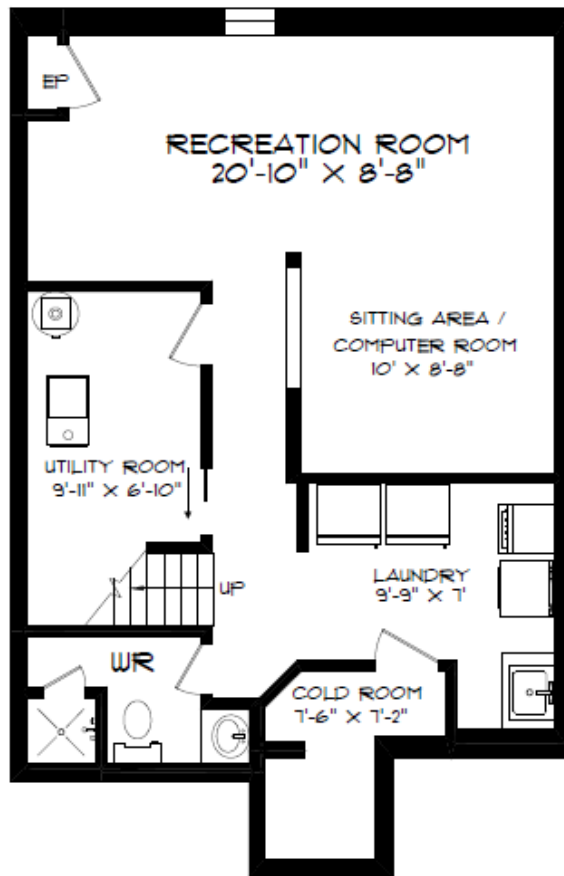 EP
RECREATION ROOM
20'-10" X 8'-8"
SITTING AREA /
COMPUTER ROOM
10' X 8'-8"
UTILITY ROOM
9'-11" X 6'-10"
UP
LAUNDRY
9'-9" X 7'
WR
COLD ROOM
7'-6" X 7'-2"